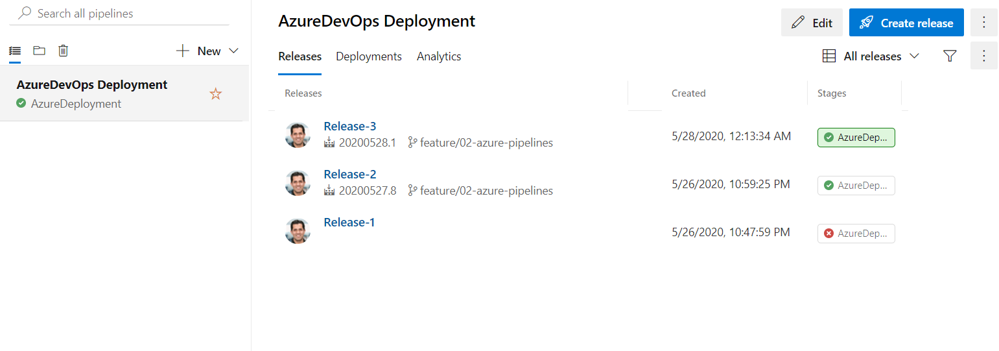 Search all pipelines
New
AzureDevOps Deployment
AzureDeployment
AzureDevOps Deployment
Edit
Create release
Releases Deployments Analytics
All releases
Releases Created Stages
Release-3
20200528.1 feature/02-azure-pipelines
5/28/2020, 12:13:34 AM
AzureDep...
Release-2
20200527.8 feature/02-azure-pipelines
5/26/2020, 10:59:25 PM
AzureDep...
Release-1
5/26/2020, 10:47:59 PM
AzureDep...